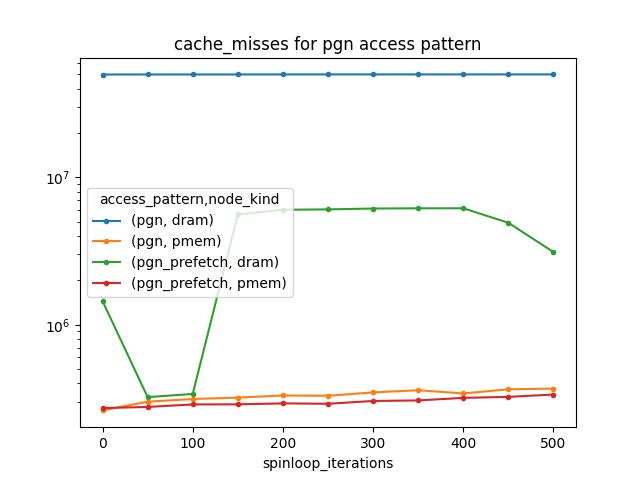 cache_misses for pgn access pattern
10^7
10^6
access_pattern,node_kind
(pgn, dram)
(pgn, pmem)
(pgn_prefetch, dram)
(pgn_prefetch, pmem)
0 100 200 300 400 500
spinloop_iterations